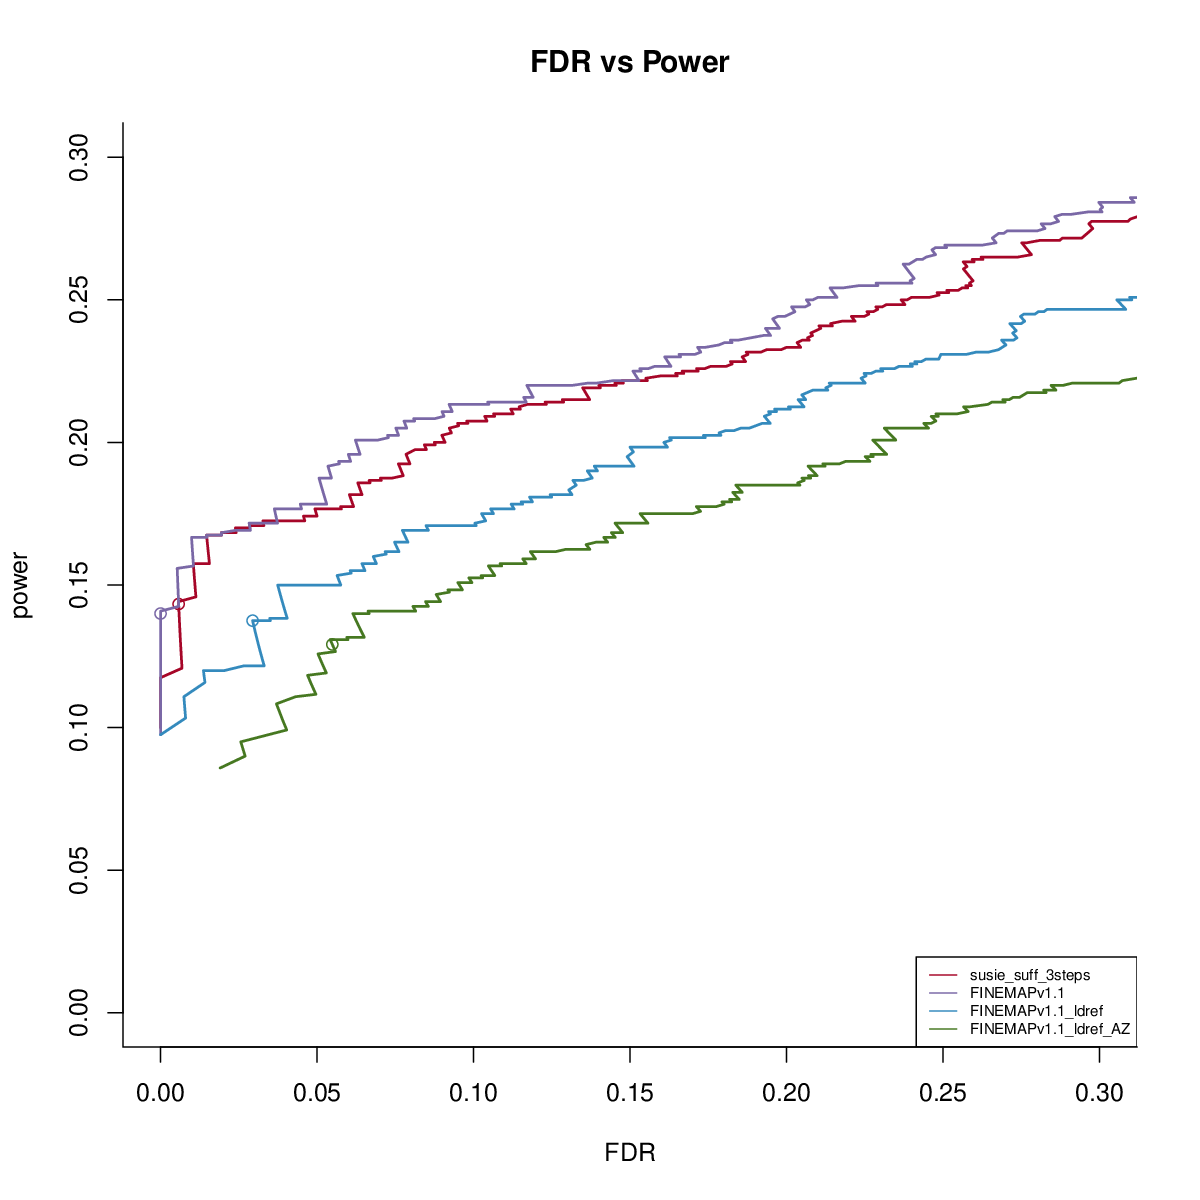 FDR vs Power
power
0.30
0.25
0.20
0.15
0.10
0.05
0.00
susie_suff_3steps
FINEMAPv1.1
FINEMAPv1.1_ldref
FINEMAPv1.1_ldref_AZ
0.00 0.05 0.10 0.15 0.20 0.25 0.30
FDR